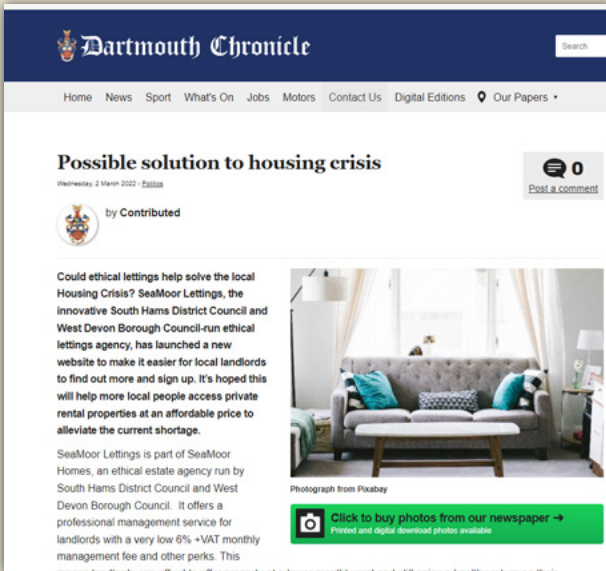 Dartmouth Chronicle
Search
Home News Sport What's On Jobs Motors Contact Us Digital Editions Our Papers
Possible solution to housing crisis
0
Post a comment
Wednesday, 2 March 2022 - Politics
by Contributed
Could ethical lettings help solve the local
Housing Crisis? SeaMoor Lettings, the
innovative South Hams District Council and
West Devon Borough Council-run ethical
lettings agency, has launched a new
website to make it easier for local landlords
to find out more and sign up. It's hoped this
will help more local people access private
rental properties at an affordable price to
alleviate the current shortage.
SeaMoor Lettings is part of SeaMoor
Homes, an ethical estate agency run by
South Hams District Council and West
Devon Borough Council. It offers a
professional management service for
landlords with a very low 6% +VAT monthly
management fee and other perks. This
Photograph from Pixabay
Click to buy photos from our newspaper →
Printed and digital download photos available